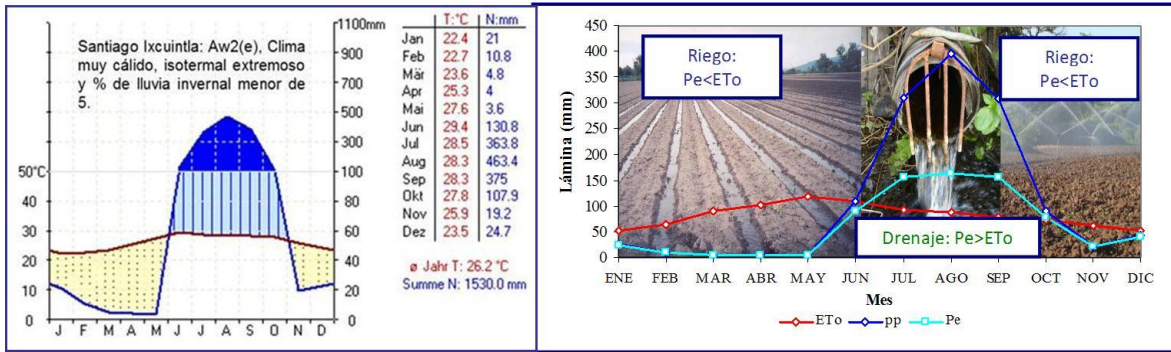 Santiago Ixcuintla: Aw2(e), Clima
muy cálido, isotermal extremoso
y % de lluvia invernal menor de
5.
1100mm
900
700
500
300
100
80
60
40
20
0
50°C
40
30
20
10
0
J F M A M J J A S O N D
T:°C N:mm
Jan 22.4 21
Feb 22.7 10.8
Mär 23.6 4.8
Apr 25.3 4
Mai 27.6 3.6
Jun 29.4 130.8
Jul 28.5 363.8
Aug 28.3 463.4
Sep 28.3 375
Okt 27.8 107.9
Nov 25.9 19.2
Dez 23.5 24.7
ø Jahr T: 26.2 °C
Summe N: 1530.0 mm
Lámina (mm)
450
400
350
300
250
200
150
100
50
0
Riego:
Pe<ETo
Riego:
Pe<ETo
Drenaje: Pe>ETo
ENE FEB MAR ABR MAY JUN JUL AGO SEP OCT NOV DIC
Mes
ETo pp Pe